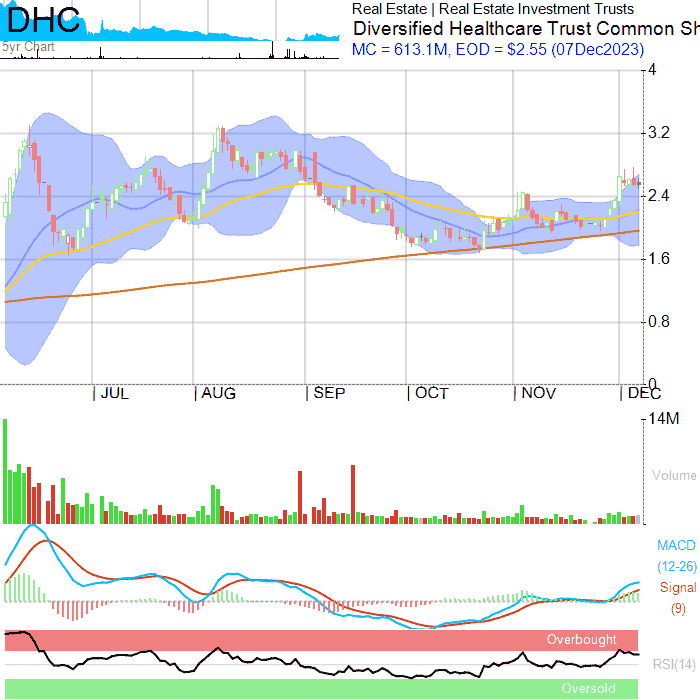 DHC
5yr Chart
Real Estate | Real Estate Investment Trusts
Diversified Healthcare Trust Common Sh
MC = 613.1M, EOD = $2.55 (07Dec2023)
4
3.2
2.4
1.6
0.8
0
JUL AUG SEP OCT NOV DEC
14M
Volume
MACD
(12-26)
Signal
(9)
Overbought
RSI(14)
Oversold